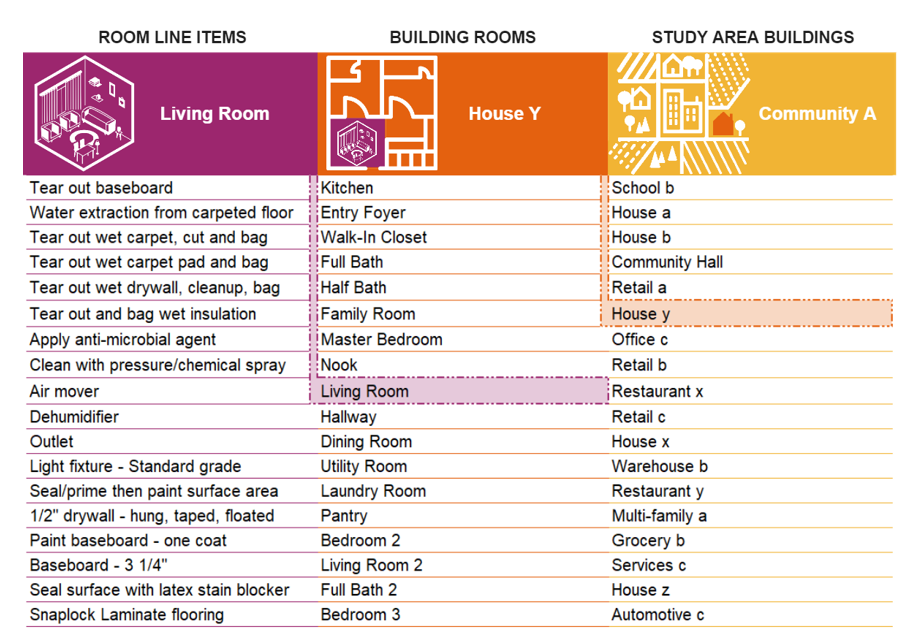 ROOM LINE ITEMS BUILDING ROOMS STUDY AREA BUILDINGS
Living Room House Y Community A
Tear out baseboard Kitchen School b
Water extraction from carpeted floor Entry Foyer House a
Tear out wet carpet, cut and bag Walk-In Closet House b
Tear out wet carpet pad and bag Full Bath Community Hall
Tear out wet drywall, cleanup, bag Half Bath Retail a
Tear out and bag wet insulation Family Room House y
Apply anti-microbial agent Master Bedroom Office c
Clean with pressure/chemical spray Nook Retail b
Air mover Living Room Restaurant x
Dehumidifier Hallway Retail c
Outlet Dining Room House x
Light fixture - Standard grade Utility Room Warehouse b
Seal/prime then paint surface area Laundry Room Restaurant y
1/2" drywall - hung, taped, floated Pantry Multi-family a
Paint baseboard - one coat Bedroom 2 Grocery b
Baseboard - 3 1/4" Living Room 2 Services c
Seal surface with latex stain blocker Full Bath 2 House z
Snaplock Laminate flooring Bedroom 3 Automotive c